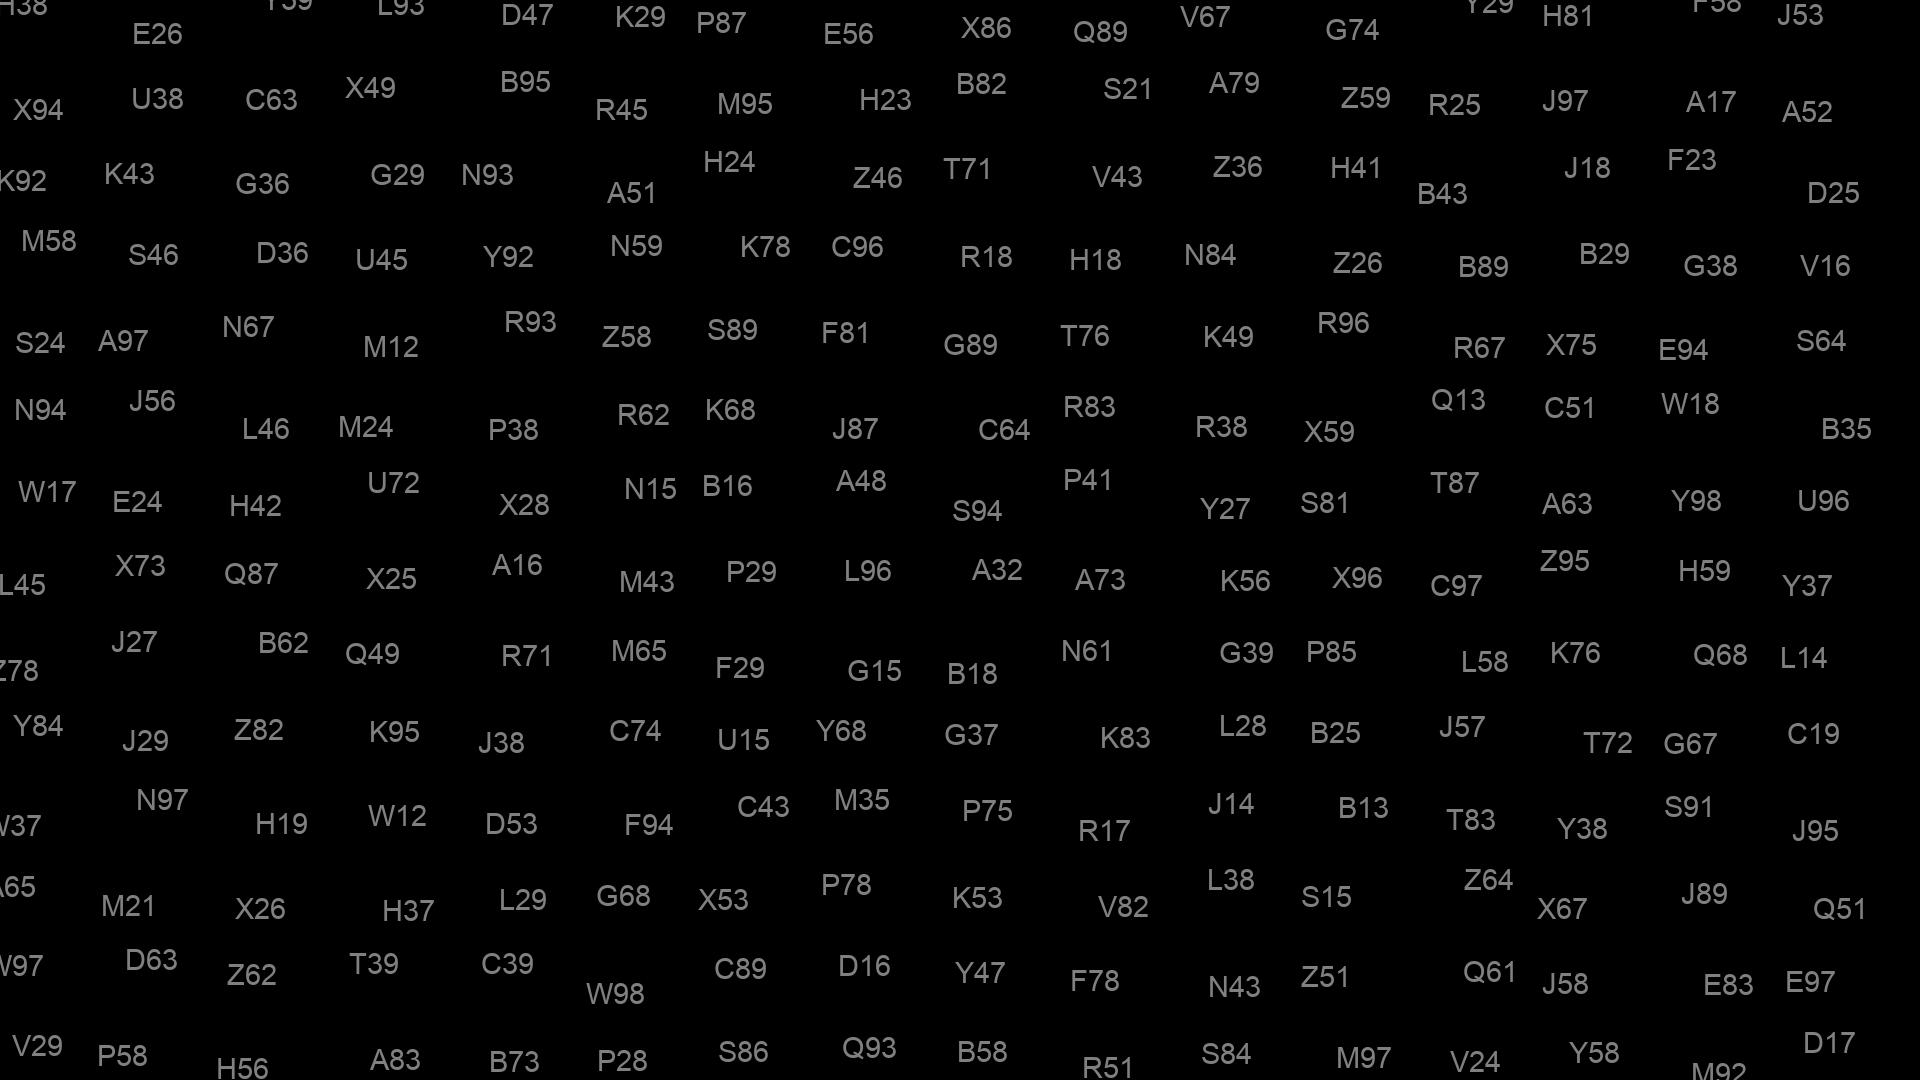 H38 Y59 L93 D47 K29 P87 E56 X86 Q89 V67 G74 Y29 H81 F58 J53
E26
X94 U38 C63 X49 B95 R45 M95 H23 B82 S21 A79 Z59 R25 J97 A17 A52
K92 K43 G36 G29 N93 A51 H24 Z46 T71 V43 Z36 H41 B43 J18 F23 D25
M58 S46 D36 U45 Y92 N59 K78 C96 R18 H18 N84 Z26 B89 B29 G38 V16
S24 A97 N67 M12 R93 Z58 S89 F81 G89 T76 K49 R96 R67 X75 E94 S64
N94 J56 L46 M24 P38 R62 K68 J87 C64 R83 R38 X59 Q13 C51 W18 B35
W17 E24 H42 U72 X28 N15 B16 A48 S94 P41 Y27 S81 T87 A63 Y98 U96
L45 X73 Q87 X25 A16 M43 P29 L96 A32 A73 K56 X96 C97 Z95 H59 Y37
Z78 J27 B62 Q49 R71 M65 F29 G15 B18 N61 G39 P85 L58 K76 Q68 L14
Y84 J29 Z82 K95 J38 C74 U15 Y68 G37 K83 L28 B25 J57 T72 G67 C19
W37 N97 H19 W12 D53 F94 C43 M35 P75 R17 J14 B13 T83 Y38 S91 J95
A65 M21 X26 H37 L29 G68 X53 P78 K53 V82 L38 S15 Z64 X67 J89 Q51
W97 D63 Z62 T39 C39 W98 C89 D16 Y47 F78 N43 Z51 Q61 J58 E83 E97
V29 P58 H56 A83 B73 P28 S86 Q93 B58 R51 S84 M97 V24 Y58 M92 D17